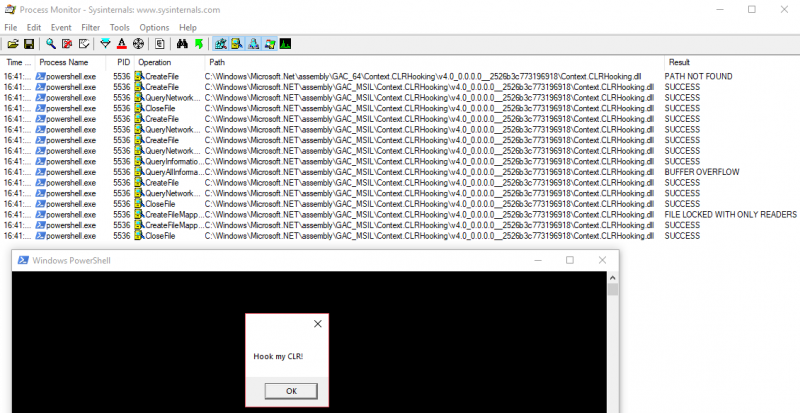 Process Monitor - Sysinternals: www.sysinternals.com
File Edit Event Filter Tools Options Help
Time ... Process Name PID Operation Path Result
16:41:... powershell.exe 5536 CreateFile C:\Windows\Microsoft.Net\assembly\GAC_64\Context.CLRHooking\v4.0_0.0.0.0__2526b3c773196918\Context.CLRHooking.dll PATH NOT FOUND
16:41:... powershell.exe 5536 CreateFile C:\Windows\Microsoft.NET\assembly\GAC_MSIL\Context.CLRHooking\v4.0_0.0.0.0__2526b3c773196918\Context.CLRHooking.dll SUCCESS
16:41:... powershell.exe 5536 QueryNetwork... C:\Windows\Microsoft.NET\assembly\GAC_MSIL\Context.CLRHooking\v4.0_0.0.0.0__2526b3c773196918\Context.CLRHooking.dll SUCCESS
16:41:... powershell.exe 5536 CloseFile C:\Windows\Microsoft.NET\assembly\GAC_MSIL\Context.CLRHooking\v4.0_0.0.0.0__2526b3c773196918\Context.CLRHooking.dll SUCCESS
16:41:... powershell.exe 5536 CreateFile C:\Windows\Microsoft.NET\assembly\GAC_MSIL\Context.CLRHooking\v4.0_0.0.0.0__2526b3c773196918\Context.CLRHooking.dll SUCCESS
16:41:... powershell.exe 5536 QueryNetwork... C:\Windows\Microsoft.NET\assembly\GAC_MSIL\Context.CLRHooking\v4.0_0.0.0.0__2526b3c773196918\Context.CLRHooking.dll SUCCESS
16:41:... powershell.exe 5536 CreateFile C:\Windows\Microsoft.NET\assembly\GAC_MSIL\Context.CLRHooking\v4.0_0.0.0.0__2526b3c773196918\Context.CLRHooking.dll SUCCESS
16:41:... powershell.exe 5536 CloseFile C:\Windows\Microsoft.NET\assembly\GAC_MSIL\Context.CLRHooking\v4.0_0.0.0.0__2526b3c773196918\Context.CLRHooking.dll SUCCESS
16:41:... powershell.exe 5536 QueryInformatio... C:\Windows\Microsoft.NET\assembly\GAC_MSIL\Context.CLRHooking\v4.0_0.0.0.0__2526b3c773196918\Context.CLRHooking.dll SUCCESS
16:41:... powershell.exe 5536 QueryAllInforma... C:\Windows\Microsoft.NET\assembly\GAC_MSIL\Context.CLRHooking\v4.0_0.0.0.0__2526b3c773196918\Context.CLRHooking.dll BUFFER OVERFLOW
16:41:... powershell.exe 5536 CreateFile C:\Windows\Microsoft.NET\assembly\GAC_MSIL\Context.CLRHooking\v4.0_0.0.0.0__2526b3c773196918\Context.CLRHooking.dll SUCCESS
16:41:... powershell.exe 5536 QueryNetwork... C:\Windows\Microsoft.NET\assembly\GAC_MSIL\Context.CLRHooking\v4.0_0.0.0.0__2526b3c773196918\Context.CLRHooking.dll SUCCESS
16:41:... powershell.exe 5536 CloseFile C:\Windows\Microsoft.NET\assembly\GAC_MSIL\Context.CLRHooking\v4.0_0.0.0.0__2526b3c773196918\Context.CLRHooking.dll SUCCESS
16:41:... powershell.exe 5536 CreateFileMapp... C:\Windows\Microsoft.NET\assembly\GAC_MSIL\Context.CLRHooking\v4.0_0.0.0.0__2526b3c773196918\Context.CLRHooking.dll FILE LOCKED WITH ONLY READERS
16:41:... powershell.exe 5536 CreateFileMapp... C:\Windows\Microsoft.NET\assembly\GAC_MSIL\Context.CLRHooking\v4.0_0.0.0.0__2526b3c773196918\Context.CLRHooking.dll SUCCESS
16:41:... powershell.exe 5536 CloseFile C:\Windows\Microsoft.NET\assembly\GAC_MSIL\Context.CLRHooking\v4.0_0.0.0.0__2526b3c773196918\Context.CLRHooking.dll SUCCESS
Windows PowerShell
Hook my CLR!
OK